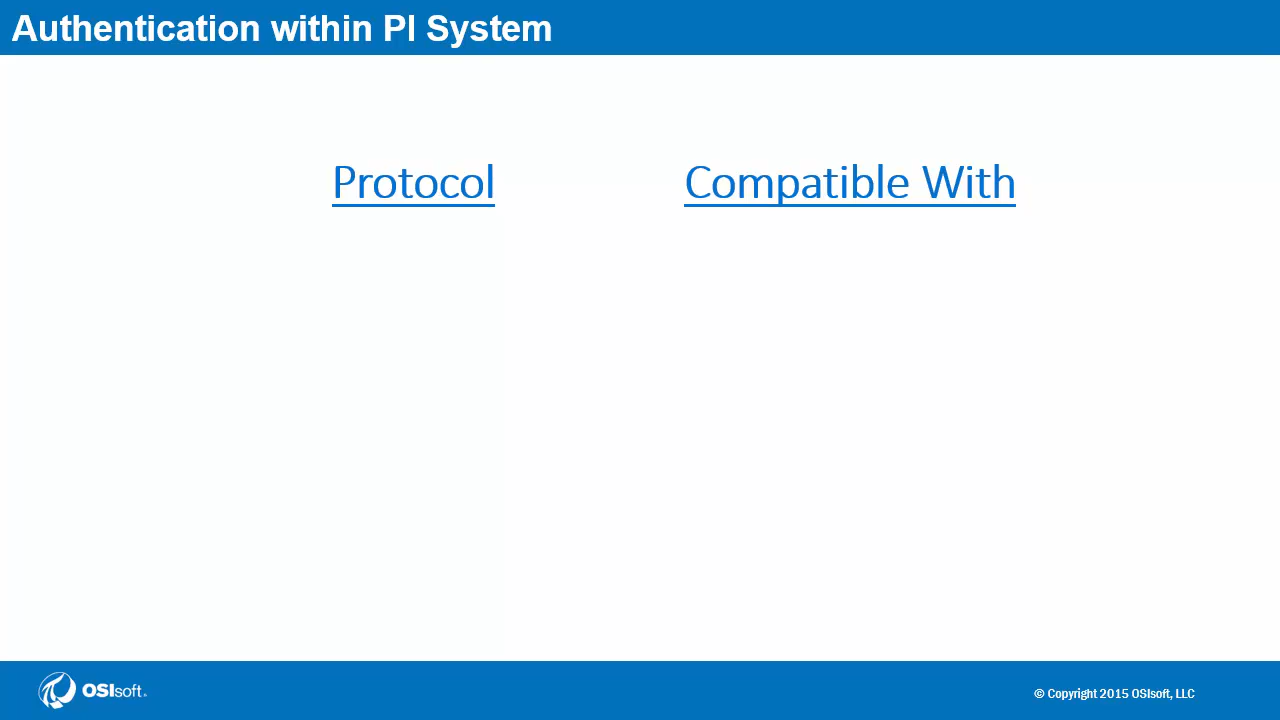 Authentication within PI System
Protocol Compatible With
OSIsoft.
© Copyright 2015 OSIsoft, LLC